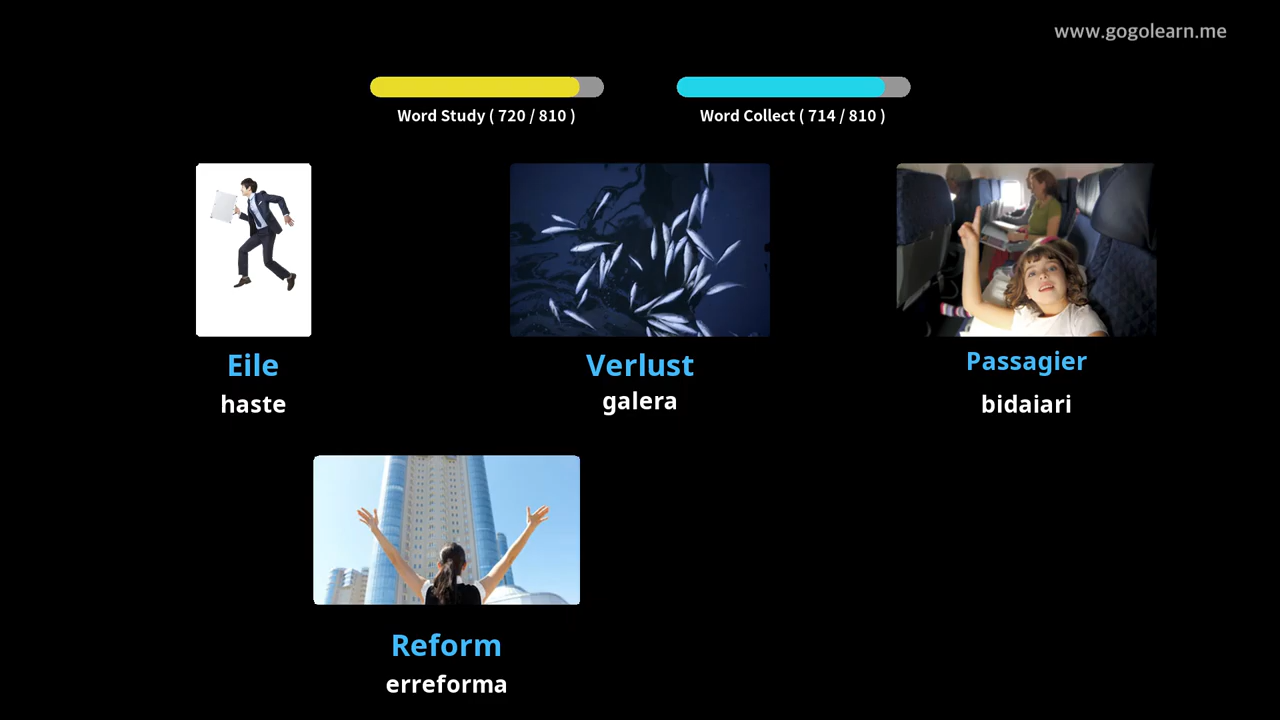 www.gogolearn.me
Word Study ( 720 / 810 )
Word Collect ( 714 / 810 )
Eile
haste
Verlust
galera
Passagier
bidaiari
Reform
erreforma